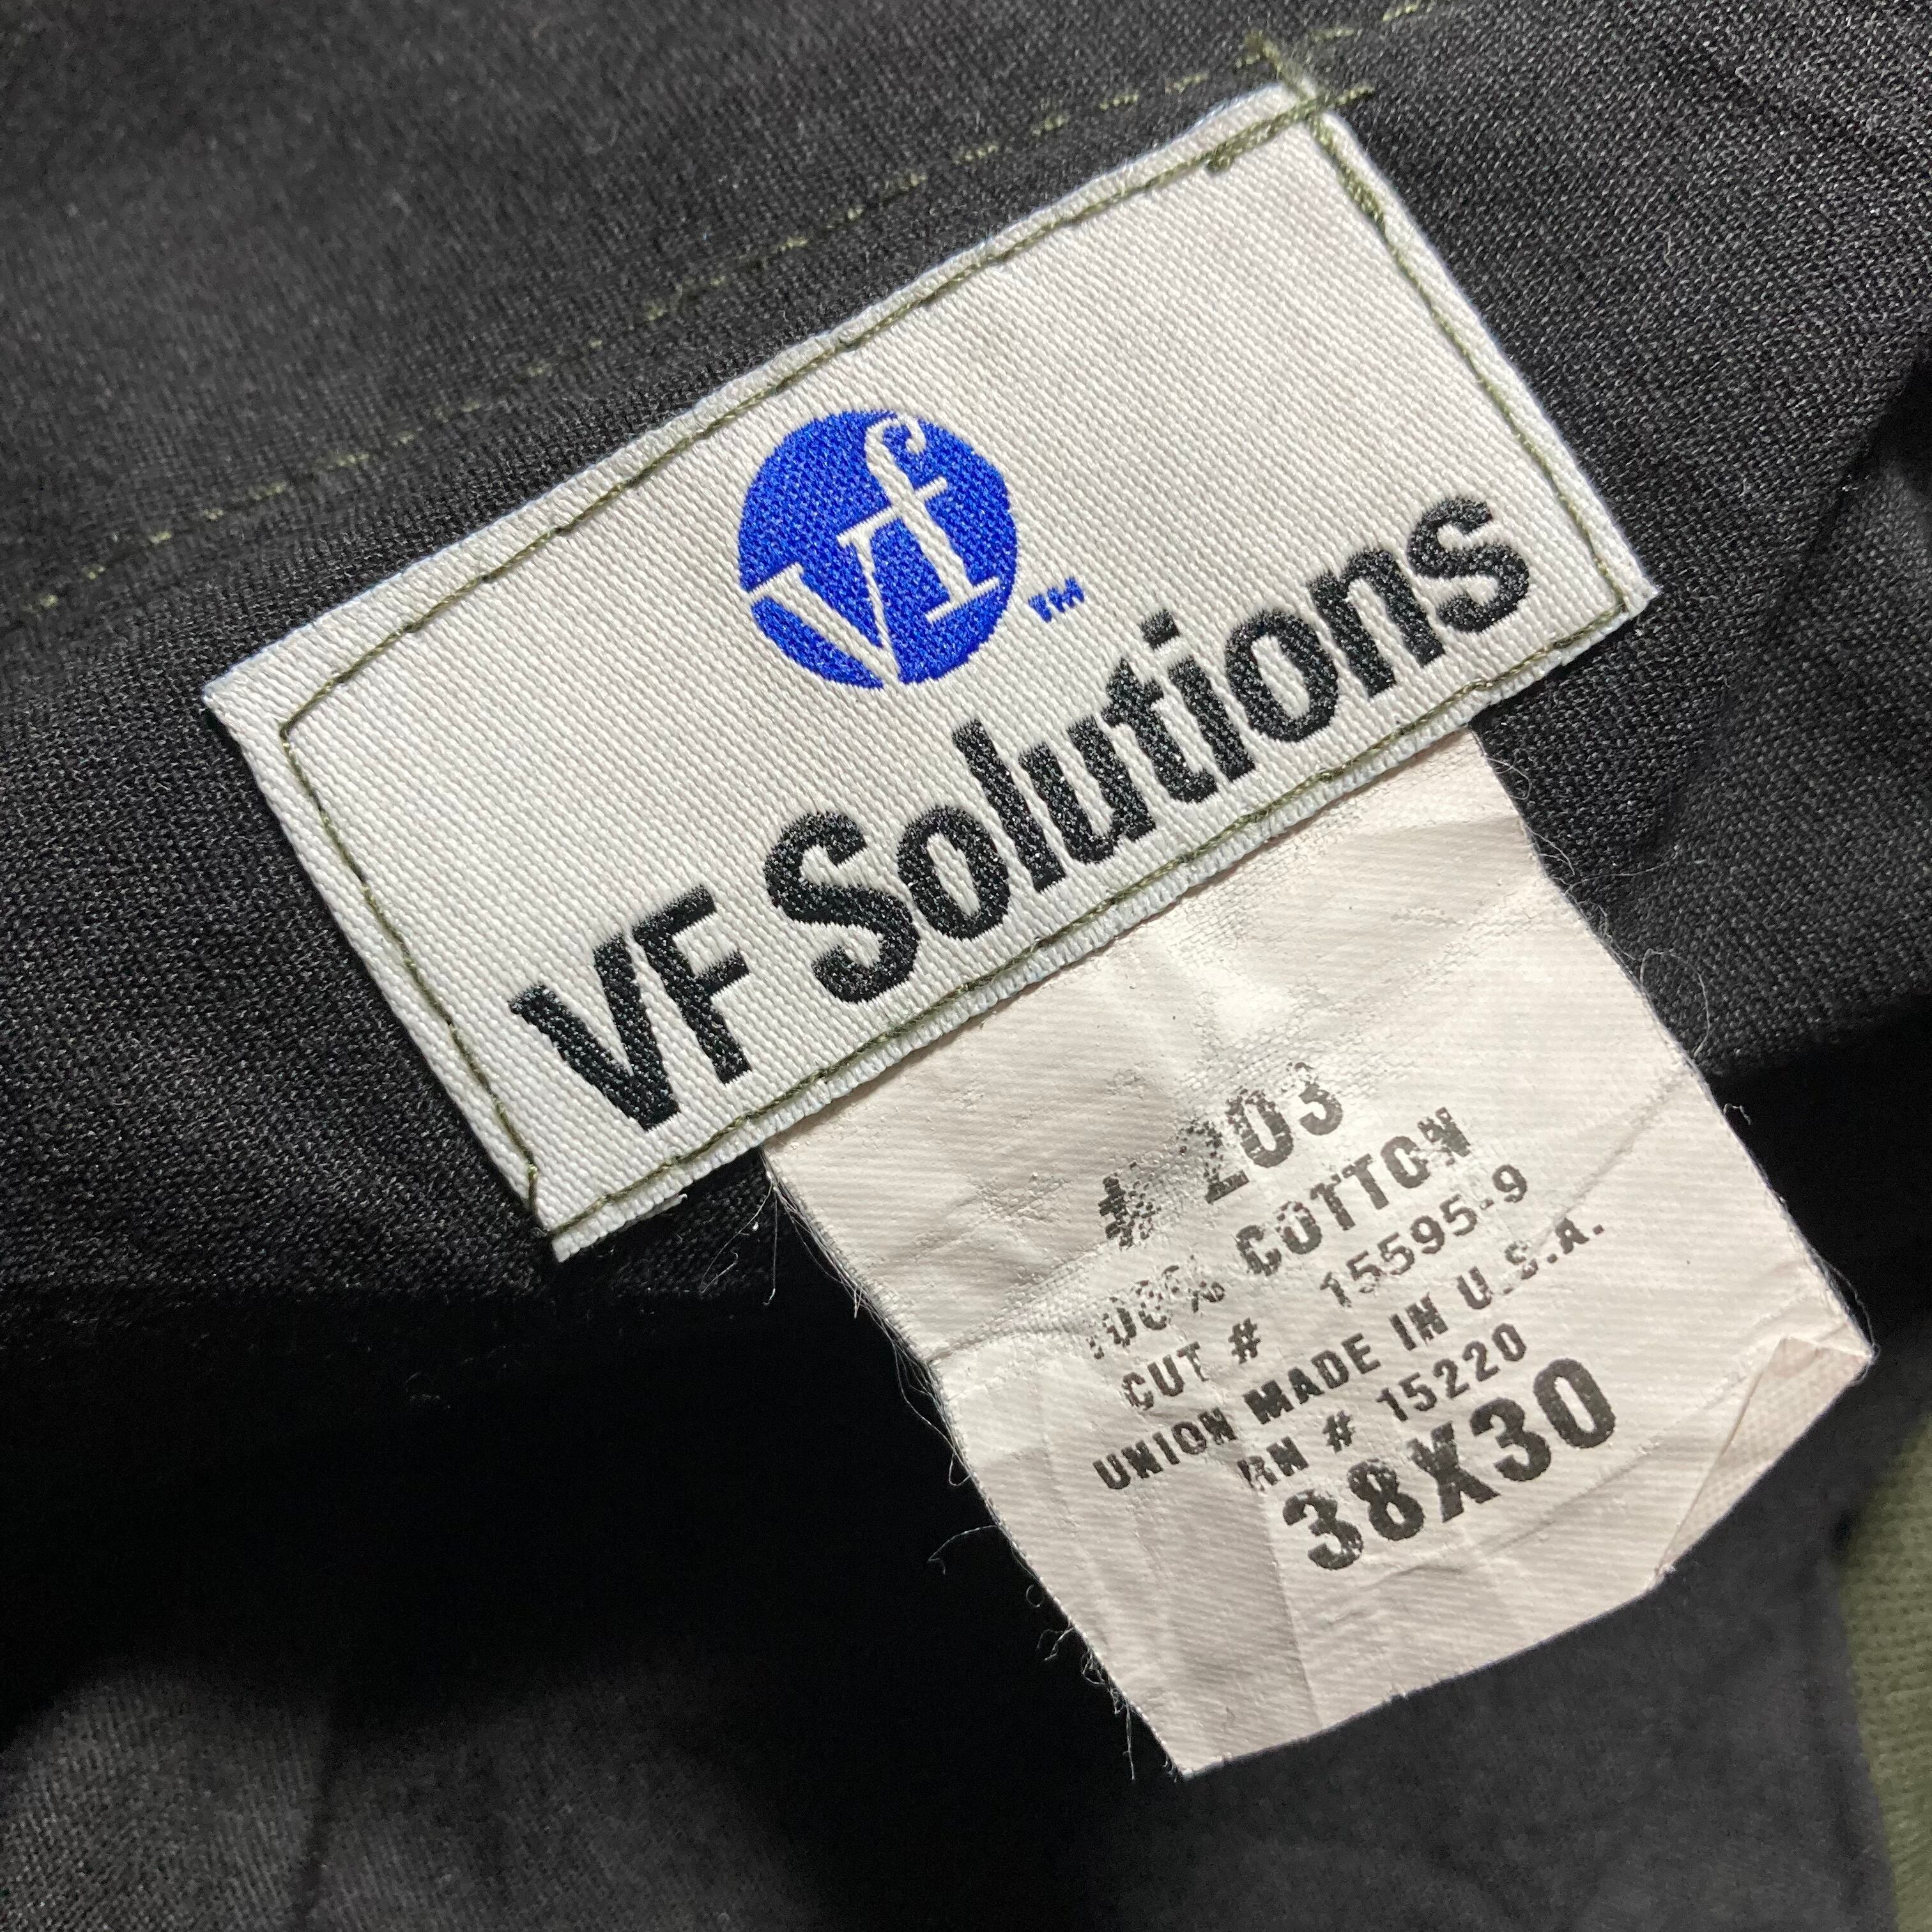 vf
TM
VF Solutions
# 203
100% COTTON
CUT # 15595-9
UNION MADE IN U.S.A.
RN # 15220
38X30